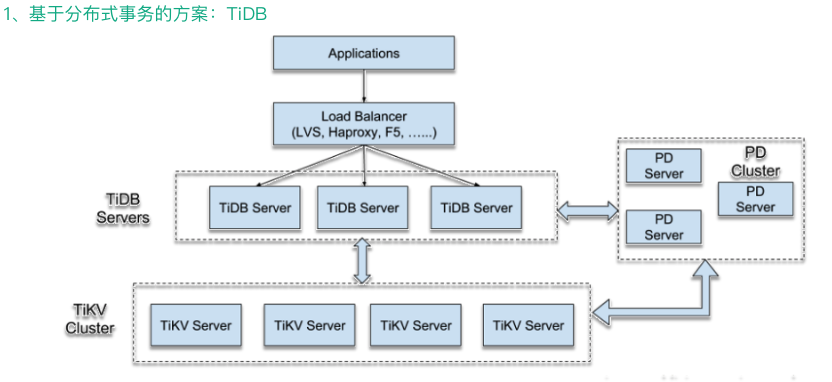 1、基于分布式事务的方案：TiDB
Applications
Load Balancer
(LVS, Haproxy, F5, …...)
TiDB
Servers
TiDB Server
TiDB Server
TiDB Server
PD
Cluster
PD
Server
PD
Server
PD
Server
TiKV
Cluster
TiKV Server
TiKV Server
TiKV Server
TiKV Server